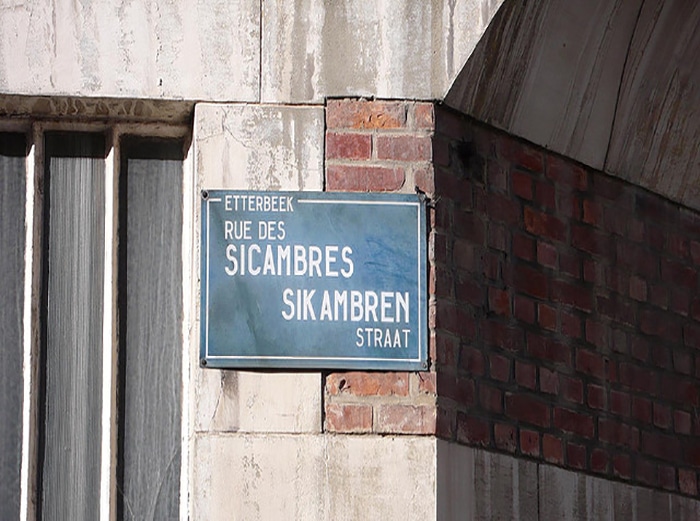 ETTERBEEK
RUE DES
SICAMBRES
SIKAMBREN
STRAAT